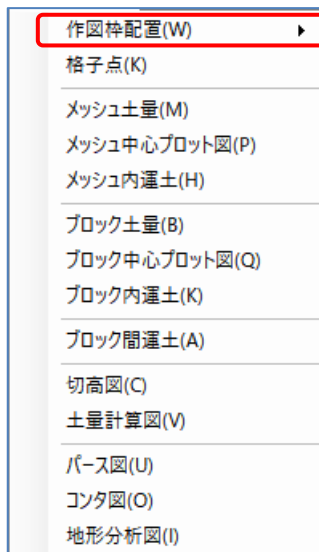 作図枠配置(W)
格子点(K)
メッシュ土量(M)
メッシュ中心プロット図(P)
メッシュ内運土(H)
ブロック土量(B)
ブロック中心プロット図(Q)
ブロック内運土(K)
ブロック間運土(A)
切高図(C)
土量計算図(V)
パース図(U)
コンタ図(O)
地形分析図(I)